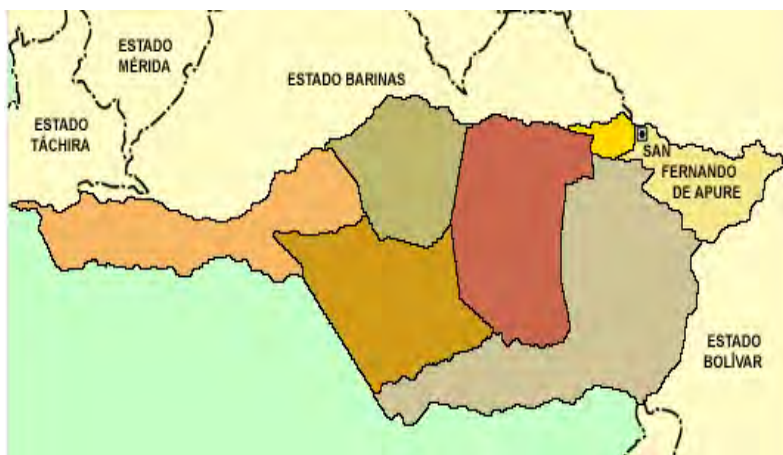 ESTADO
MÉRIDA
ESTADO BARINAS
ESTADO
TÁCHIRA
SAN
FERNANDO
DE APURE
ESTADO
BOLÍVAR